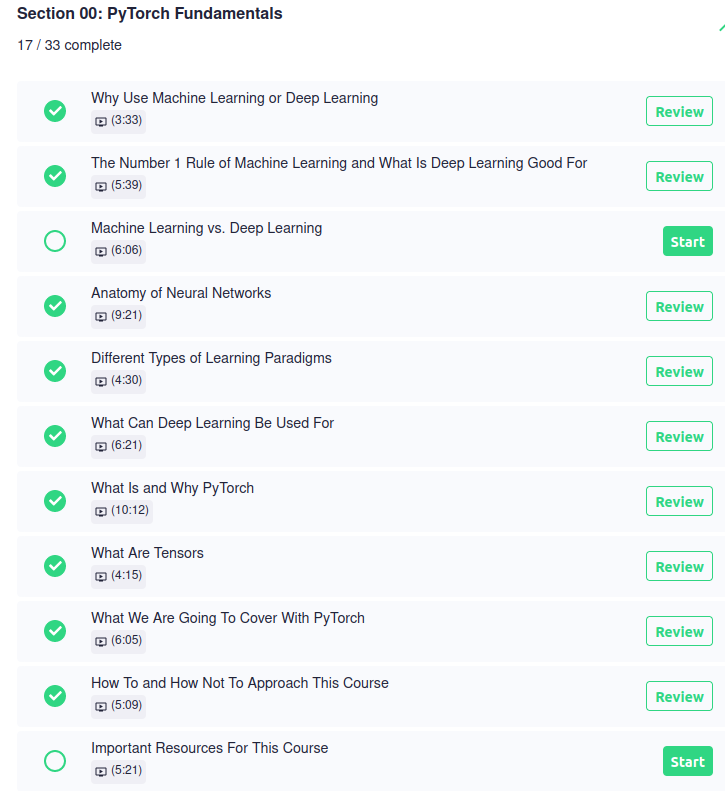 Section 00: PyTorch Fundamentals
17 / 33 complete
Why Use Machine Learning or Deep Learning
(3:33)
Review
The Number 1 Rule of Machine Learning and What Is Deep Learning Good For
(5:39)
Review
Machine Learning vs. Deep Learning
(6:06)
Start
Anatomy of Neural Networks
(9:21)
Review
Different Types of Learning Paradigms
(4:30)
Review
What Can Deep Learning Be Used For
(6:21)
Review
What Is and Why PyTorch
(10:12)
Review
What Are Tensors
(4:15)
Review
What We Are Going To Cover With PyTorch
(6:05)
Review
How To and How Not To Approach This Course
(5:09)
Review
Important Resources For This Course
(5:21)
Start